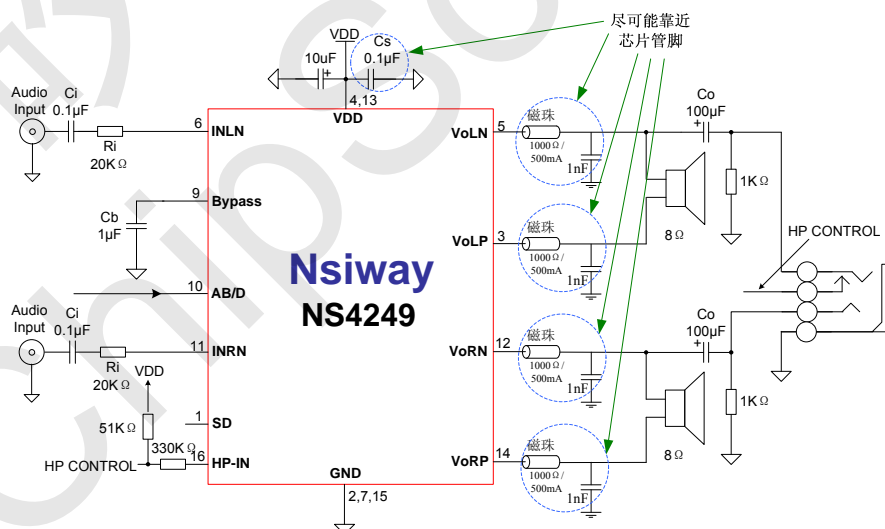 尽可能靠近
芯片管脚
VDD
Cs
10uF
+
0.1μF
4,13
VDD
Audio
Input
Ci
0.1μF
Ri
20KΩ
6
INLN
9
Bypass
Cb
1μF
10
AB/D
Audio
Input
Ci
0.1μF
Ri
20KΩ
11
INRN
VDD
51KΩ
1
SD
330KΩ
HP CONTROL
16
HP-IN
GND
2,7,15
Nsiway
NS4249
VoLN
5
磁珠
1000Ω/
500mA
1nF
VoLP
3
磁珠
1000Ω/
500mA
1nF
VoRN
12
磁珠
1000Ω/
500mA
1nF
VoRP
14
磁珠
1000Ω/
500mA
1nF
Co
100μF
+
1KΩ
8Ω
HP CONTROL
Co
100μF
+
1KΩ
8Ω